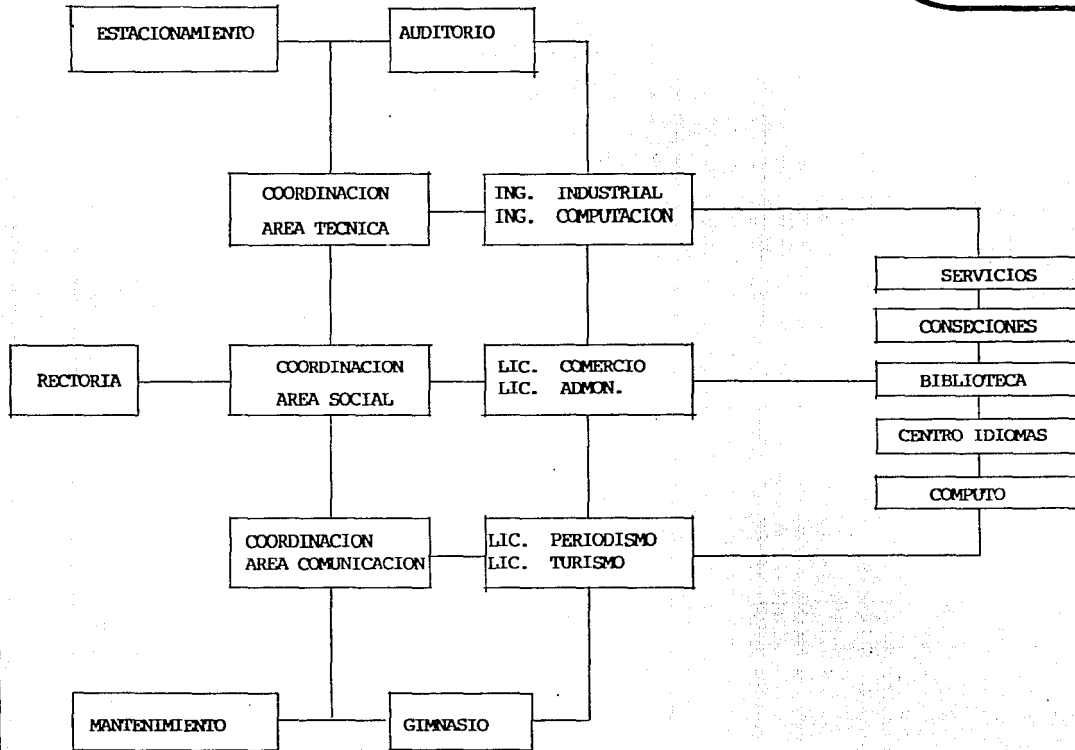 ESTACIONAMIENTO
AUDITORIO
COORDINACION
AREA TECNICA
ING. INDUSTRIAL
ING. COMPUTACION
SERVICIOS
CONSECIONES
BIBLIOTECA
CENTRO IDIOMAS
COMPUTO
RECTORIA
COORDINACION
AREA SOCIAL
LIC. COMERCIO
LIC. ADMON.
COORDINACION
AREA COMUNICACION
LIC. PERIODISMO
LIC. TURISMO
MANTENIMIENTO
GIMNASIO